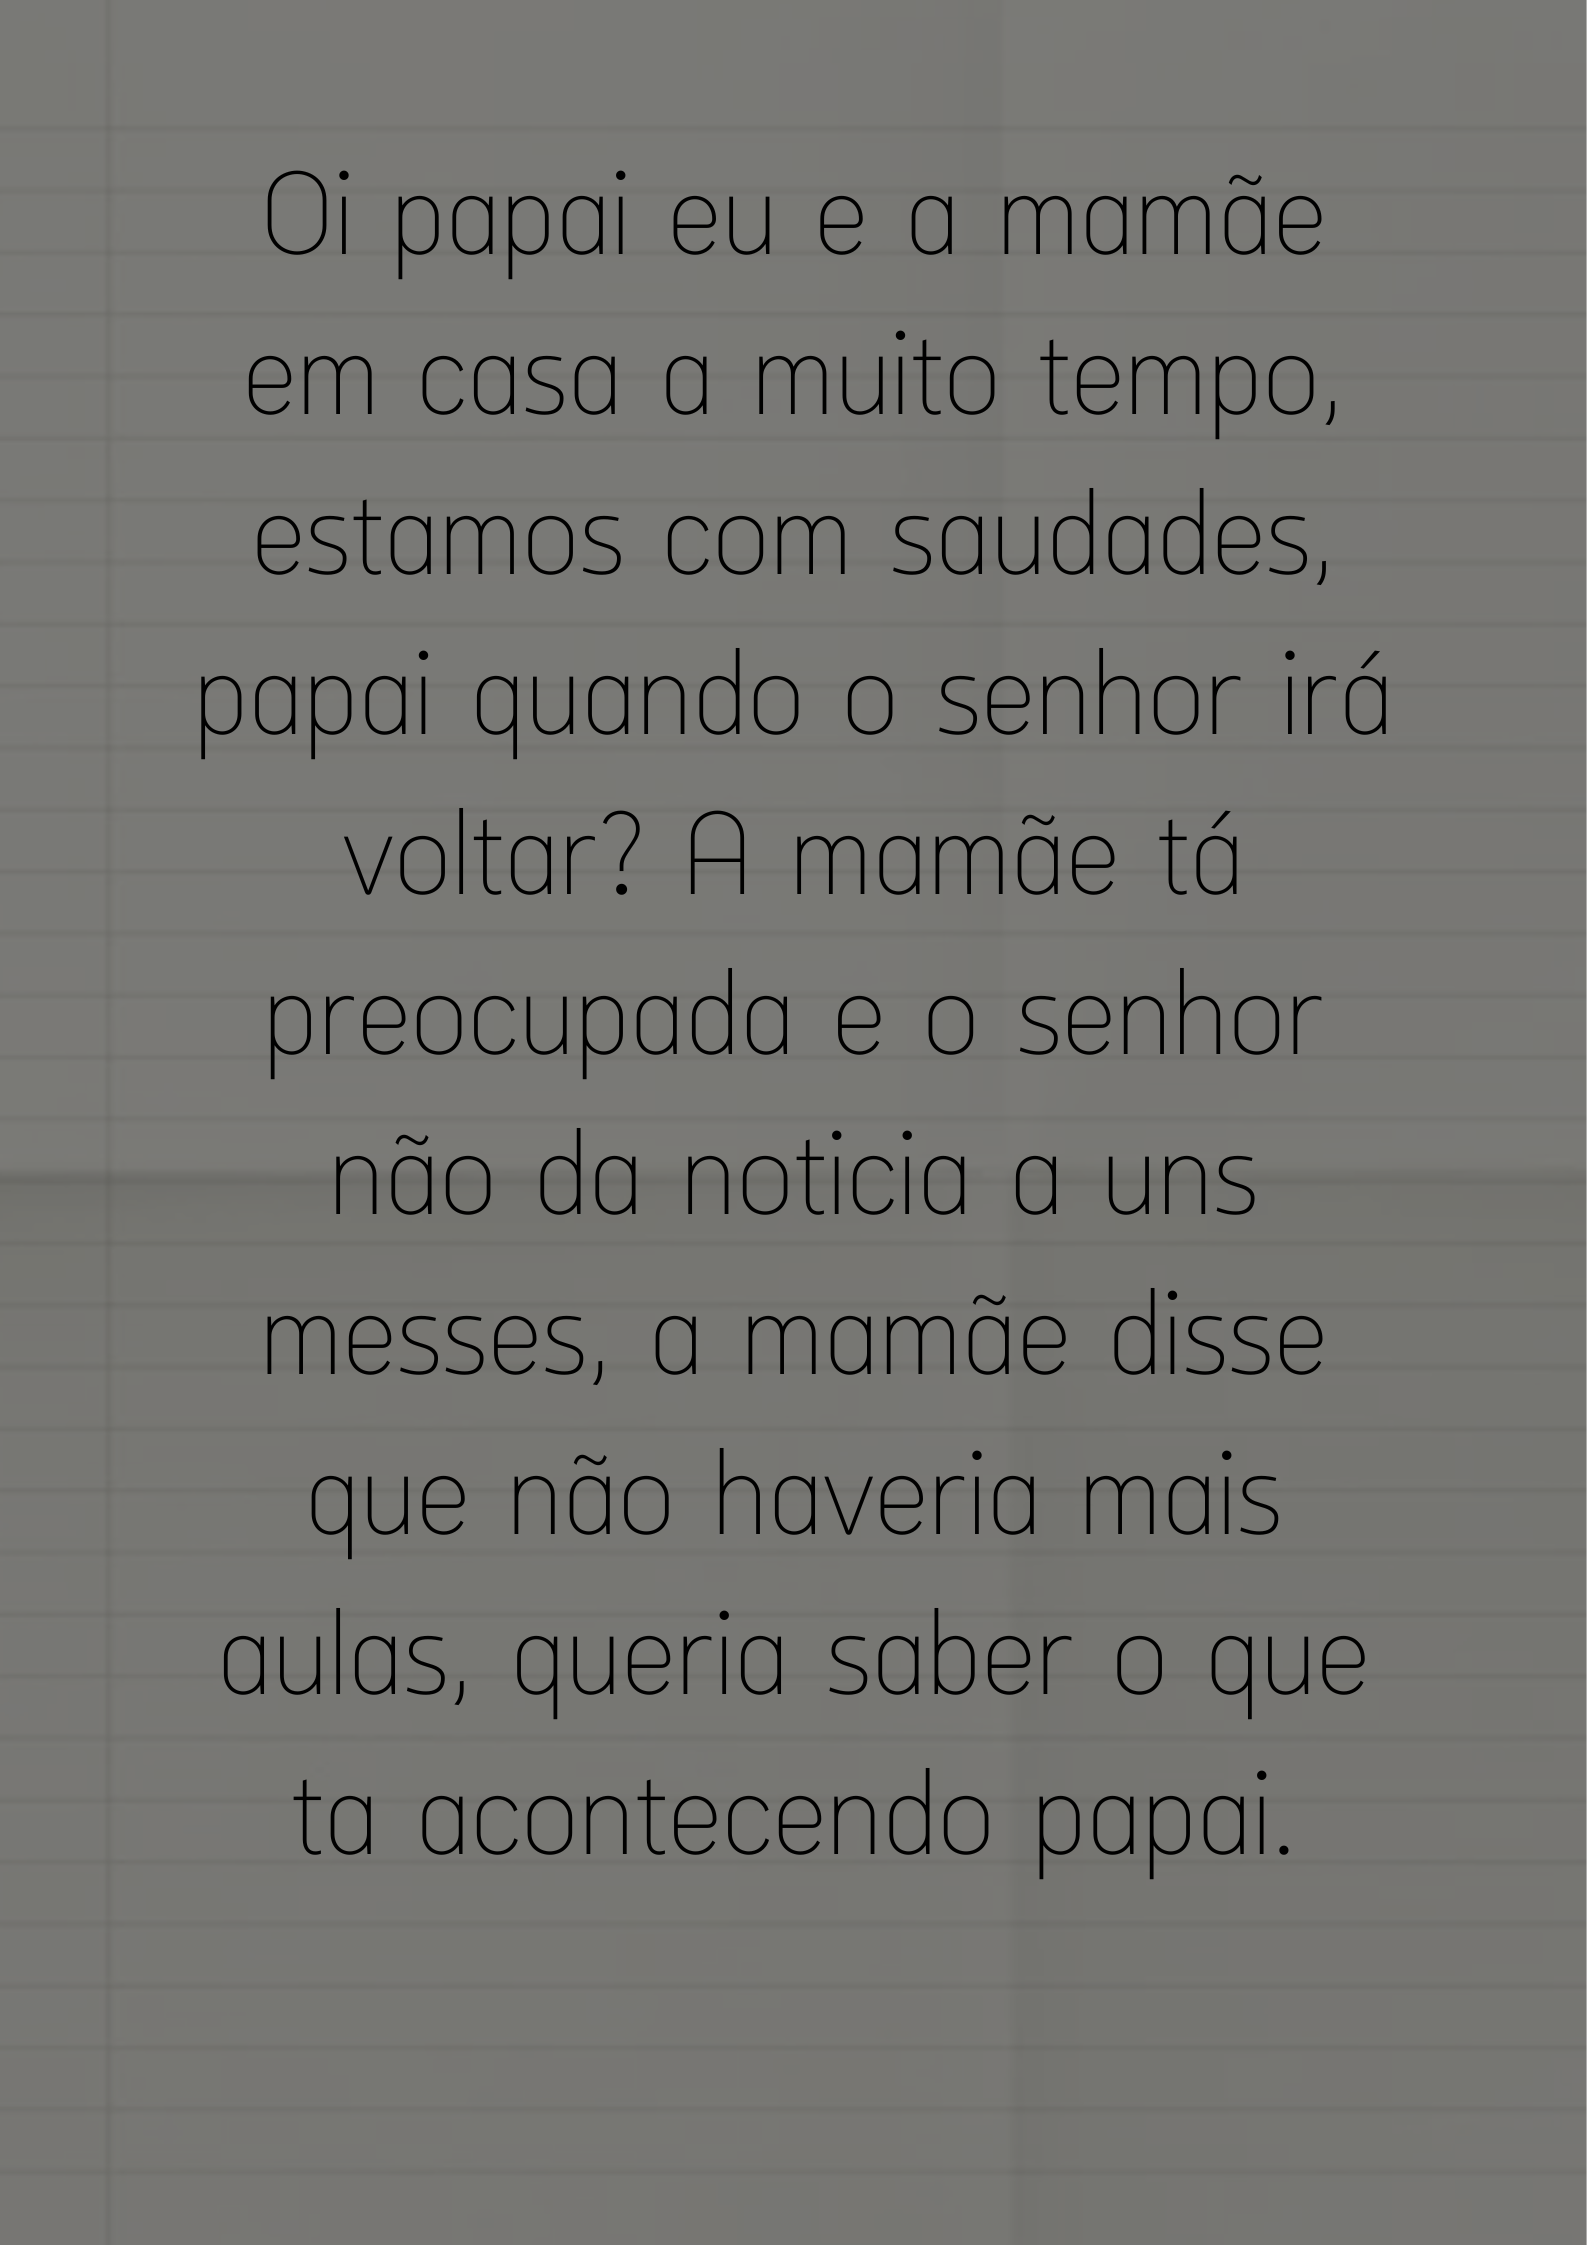 Oi papai eu e a mamãe
em casa a muito tempo,
estamos com saudades,
papai quando o senhor irá
voltar? A mamãe tá
preocupada e o senhor
não da noticia a uns
messes, a mamãe disse
que não haveria mais
aulas, queria saber o que
ta acontecendo papai.